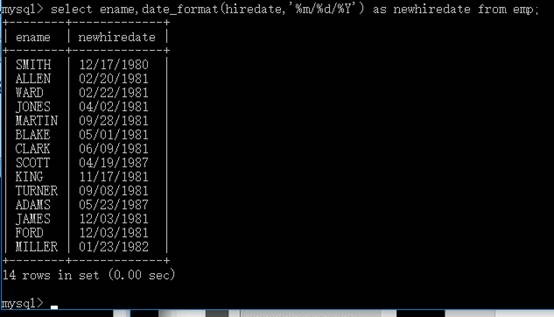 mysql> select ename,date_format(hiredate,'%m/%d/%Y') as newhiredate from emp;
+--------+-------------+
| ename | newhiredate |
+--------+-------------+
| SMITH | 12/17/1980 |
| ALLEN | 02/20/1981 |
| WARD | 02/22/1981 |
| JONES | 04/02/1981 |
| MARTIN | 09/28/1981 |
| BLAKE | 05/01/1981 |
| CLARK | 06/09/1981 |
| SCOTT | 04/19/1987 |
| KING | 11/17/1981 |
| TURNER | 09/08/1981 |
| ADAMS | 05/23/1987 |
| JAMES | 12/03/1981 |
| FORD | 12/03/1981 |
| MILLER | 01/23/1982 |
+--------+-------------+
14 rows in set (0.00 sec)
mysql>